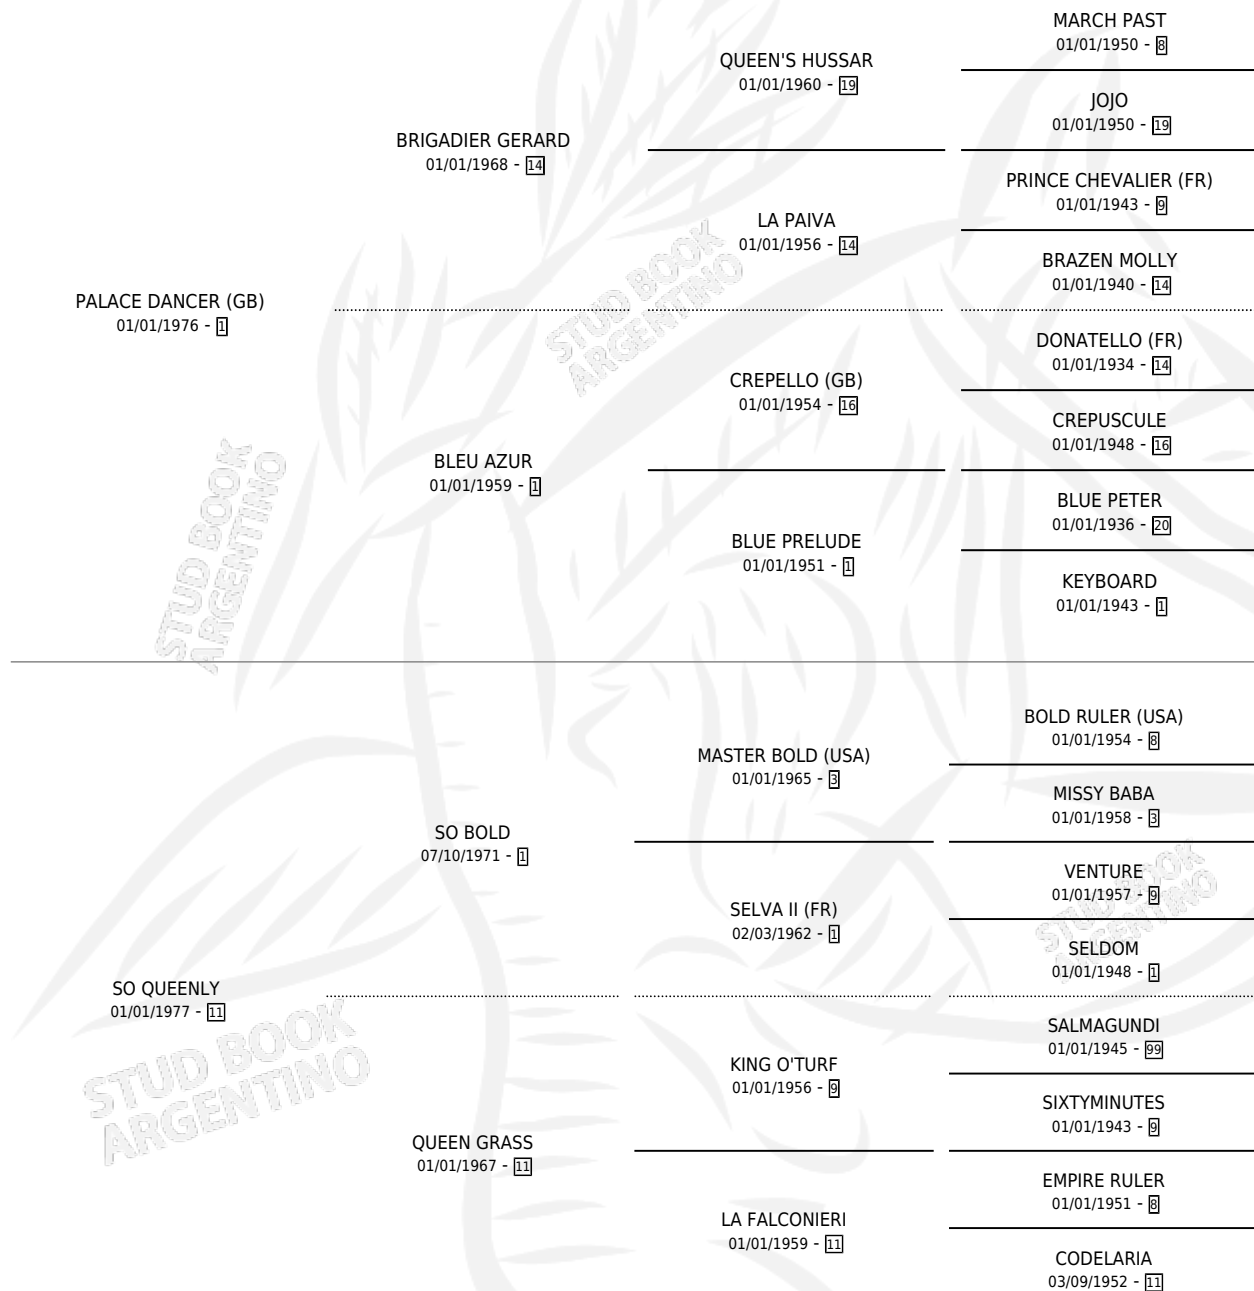 MARCH PAST
01/01/1950 - 8
QUEEN'S HUSSAR
01/01/1960 - 19
JOJO
01/01/1950 - 19
BRIGADIER GERARD
01/01/1968 - 14
PRINCE CHEVALIER (FR)
01/01/1943 - 9
LA PAIVA
01/01/1956 - 14
BRAZEN MOLLY
01/01/1940 - 14
PALACE DANCER (GB)
01/01/1976 - 1
DONATELLO (FR)
01/01/1934 - 14
CREPELLO (GB)
01/01/1954 - 16
CREPUSCULE
01/01/1948 - 16
BLEU AZUR
01/01/1959 - 1
BLUE PETER
01/01/1936 - 20
BLUE PRELUDE
01/01/1951 - 1
KEYBOARD
01/01/1943 - 1
BOLD RULER (USA)
01/01/1954 - 8
MASTER BOLD (USA)
01/01/1965 - 3
MISSY BABA
01/01/1958 - 3
SO BOLD
07/10/1971 - 1
VENTURE
01/01/1957 - 9
SELVA II (FR)
02/03/1962 - 1
SELDOM
01/01/1948 - 1
SO QUEENLY
01/01/1977 - 11
SALMAGUNDI
01/01/1945 - 99
KING O'TURF
01/01/1956 - 9
SIXTYMINUTES
01/01/1943 - 9
QUEEN GRASS
01/01/1967 - 11
EMPIRE RULER
01/01/1951 - 8
LA FALCONIERI
01/01/1959 - 11
CODELARIA
03/09/1952 - 11
STUD BOOK
ARGENTINO
STUD BOOK
ARGENTINO
STUD BOOK
ARGENTINO
STUD BOOK
ARGENTINO